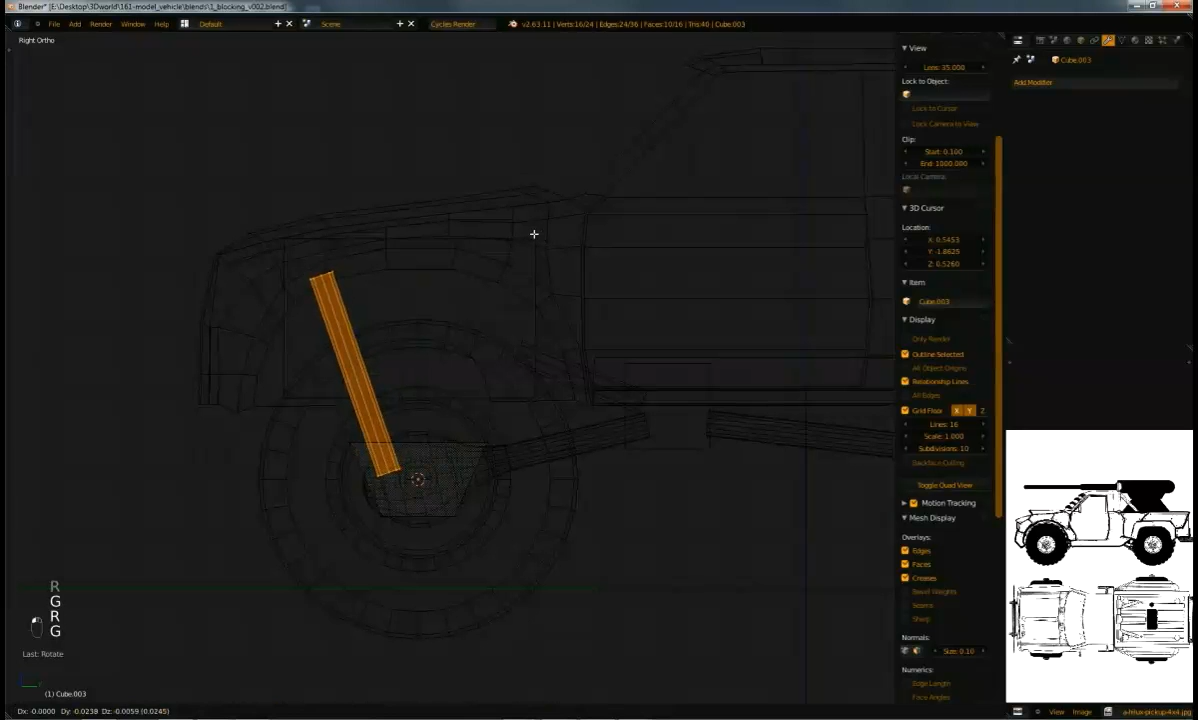 Blender* [E:\Desktop\3Dworld\161-model_vehicle\blends\1_blocking_v002.blend]
File Add Render Window Help Default Scene Cycles Render v2.63.11 | Verts:16/24 | Edges:24/36 | Faces:10/16 | Tris:40 | Cube.003
Right Ortho
View
Lens: 35.000
Lock to Object:
Lock to Cursor
Lock Camera to View
Clip:
Start: 0.100
End: 1000.000
Local Camera:
3D Cursor
Location:
X: 0.5453
Y: -1.8625
Z: 0.5260
Item
Cube.003
Display
Only Render
Outline Selected
All Object Origins
Relationship Lines
All Edges
Grid Floor X Y Z
Lines: 16
Scale: 1.000
Subdivisions: 10
Backface Culling
Toggle Quad View
Motion Tracking
Mesh Display
Overlays:
Edges
Faces
Creases
Bevel Weights
Seams
Sharp
Normals:
Size: 0.10
Numerics:
Edge Length
Face Angles
Cube.003
Add Modifier
R
G
R
G
Last: Rotate
(1) Cube.003
Dx: -0.0000 Dy: -0.0238 Dz: -0.0059 (0.0245)
View Image a-hilux-pickup-4x4.jpg